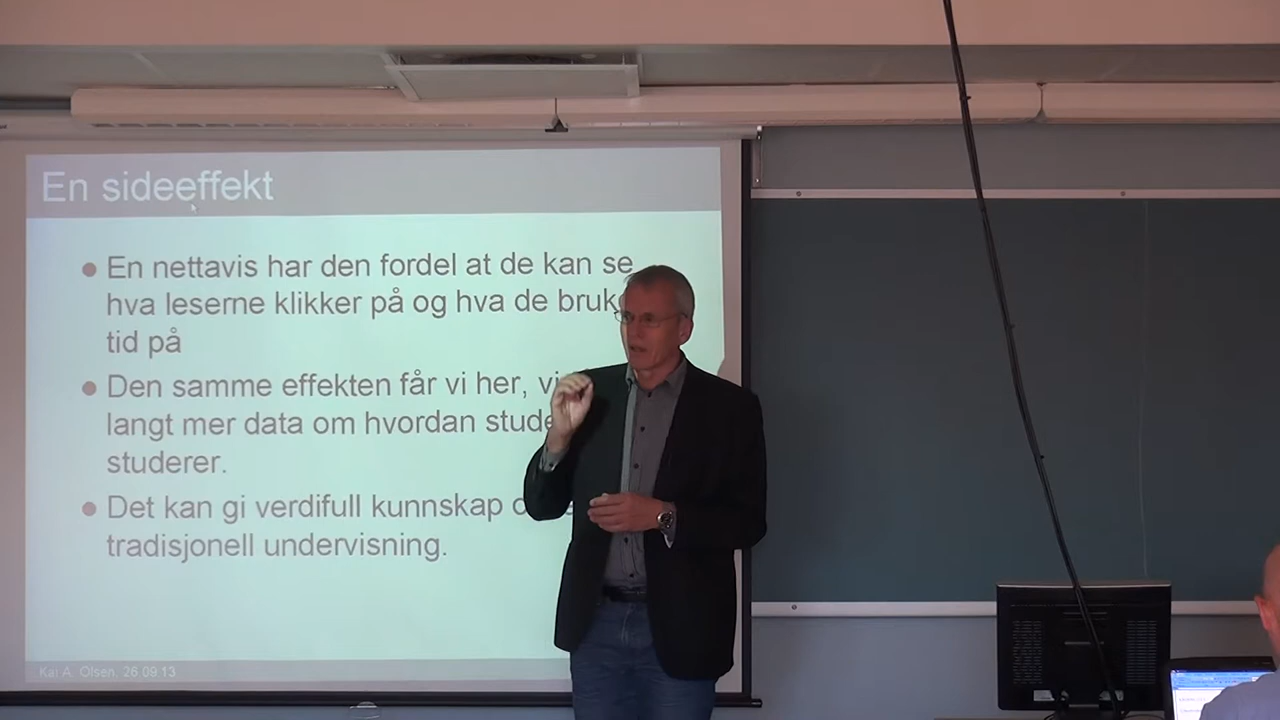 En sideeffekt
En nettavis har den fordel at de kan se
hva leserne klikker på og hva de bruk
tid på
Den samme effekten får vi her, vi
langt mer data om hvordan stude
studerer.
Det kan gi verdifull kunnskap
tradisjonell undervisning.
Kai A. Olsen, 26 09 13